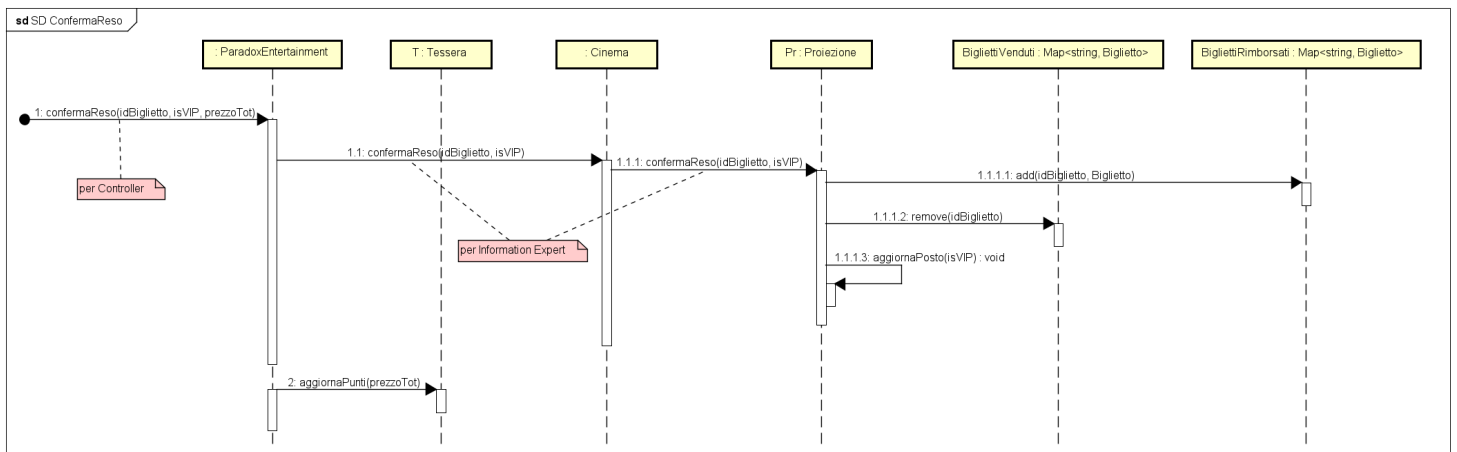 sd SD ConfermaReso
: ParadoxEntertainment
T : Tessera
: Cinema
Pr : Proiezione
BigliettiVenduti : Map<string, Biglietto>
BigliettiRimborsati : Map<string, Biglietto>
1: confermaReso(idBiglietto, isVIP, prezzoTot)
1.1: confermaReso(idBiglietto, isVIP)
1.1.1: confermaReso(idBiglietto, isVIP)
1.1.1.1: add(idBiglietto, Biglietto)
per Controller
1.1.1.2: remove(idBiglietto)
per Information Expert
1.1.1.3: aggiornaPosto(isVIP) : void
2: aggiornaPunti(prezzoTot)